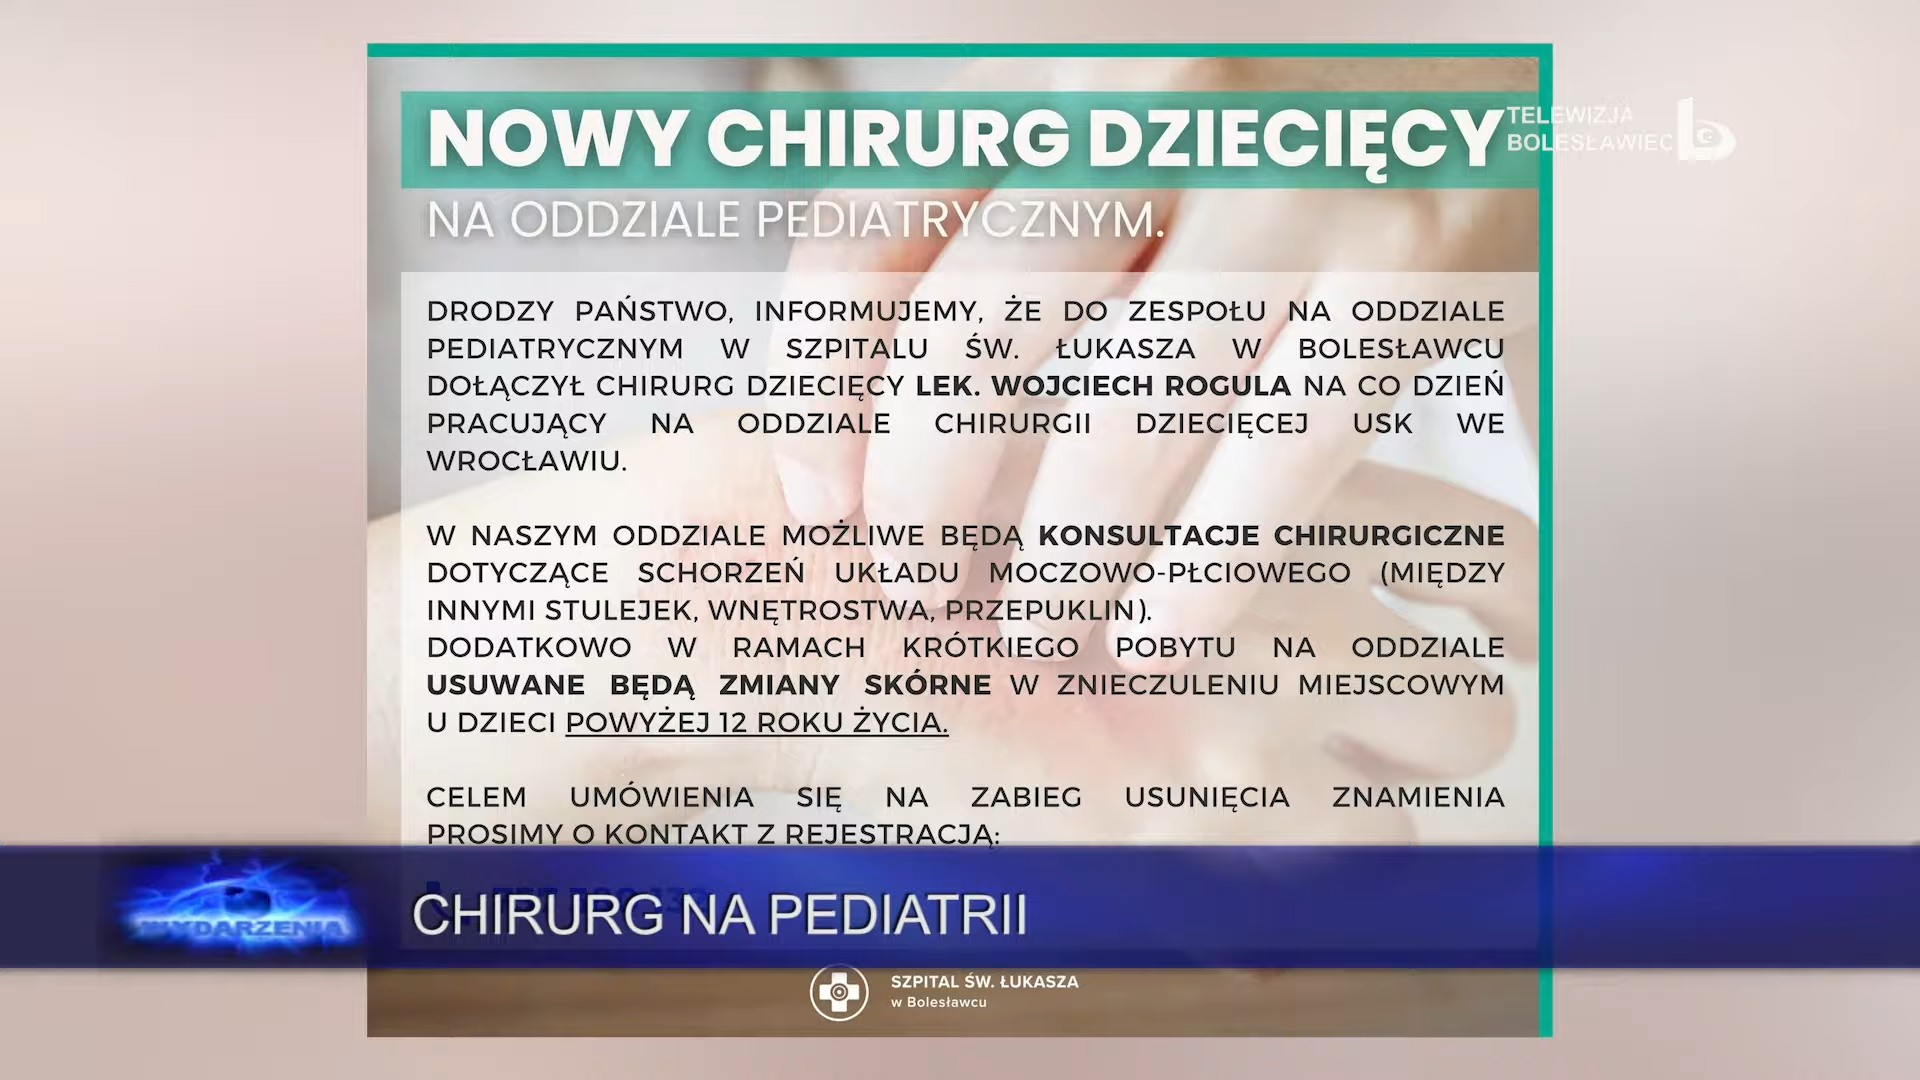 NOWY CHIRURG DZIECIĘCY
TELEWIZJA
BOLESŁAWIEC
NA ODDZIALE PEDIATRYCZNYM.
DRODZY PAŃSTWO, INFORMUJEMY, ŻE DO ZESPOŁU NA ODDZIALE
PEDIATRYCZNYM W SZPITALU ŚW. ŁUKASZA W BOLESŁAWCU
DOŁĄCZYŁ CHIRURG DZIECIĘCY LEK. WOJCIECH ROGULA NA CO DZIEŃ
PRACUJĄCY NA ODDZIALE CHIRURGII DZIECIĘCEJ USK WE
WROCŁAWIU.
W NASZYM ODDZIALE MOŻLIWE BĘDĄ KONSULTACJE CHIRURGICZNE
DOTYCZĄCE SCHORZEŃ UKŁADU MOCZOWO-PŁCIOWEGO (MIĘDZY
INNYMI STULEJEK, WNĘTROSTWA, PRZEPUKLIN).
DODATKOWO W RAMACH KRÓTKIEGO POBYTU NA ODDZIALE
USUWANE BĘDĄ ZMIANY SKÓRNE W ZNIECZULENIU MIEJSCOWYM
U DZIECI POWYŻEJ 12 ROKU ŻYCIA.
CELEM UMÓWIENIA SIĘ NA ZABIEG USUNIĘCIA ZNAMIENIA
PROSIMY O KONTAKT Z REJESTRACJĄ:
WYDARZENIA
CHIRURG NA PEDIATRII
SZPITAL ŚW. ŁUKASZA
w Bolesławcu